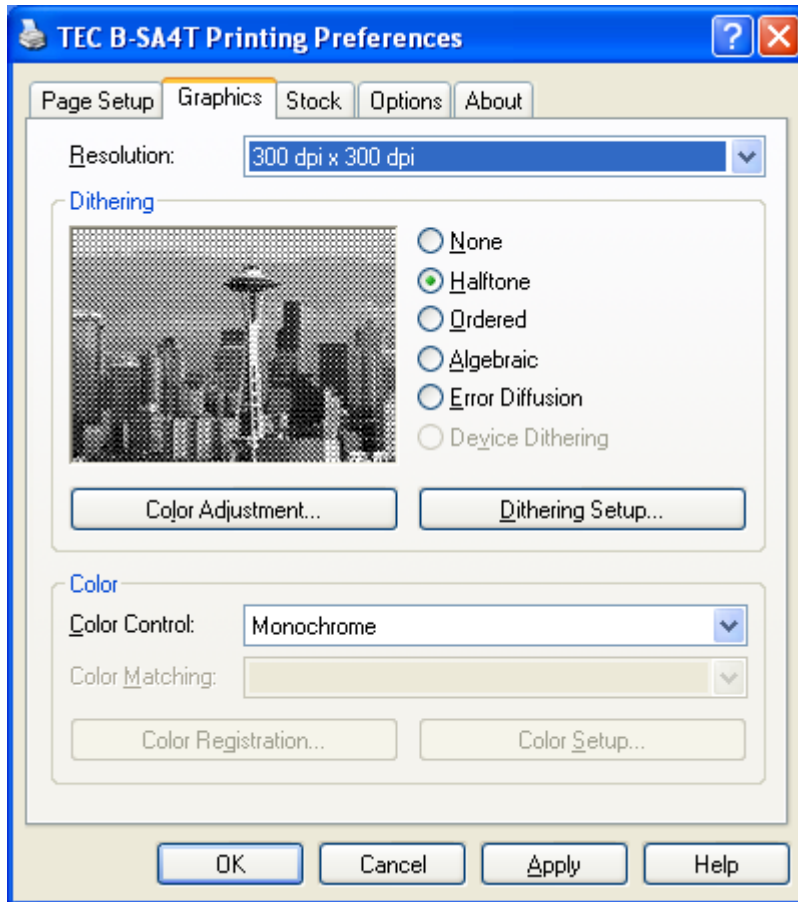 TEC B-SA4T Printing Preferences
Page Setup Graphics Stock Options About
Resolution: 300 dpi x 300 dpi
Dithering
None
Halftone
Ordered
Algebraic
Error Diffusion
Device Dithering
Color Adjustment... Dithering Setup...
Color
Color Control: Monochrome
Color Matching:
Color Registration... Color Setup...
OK Cancel Apply Help